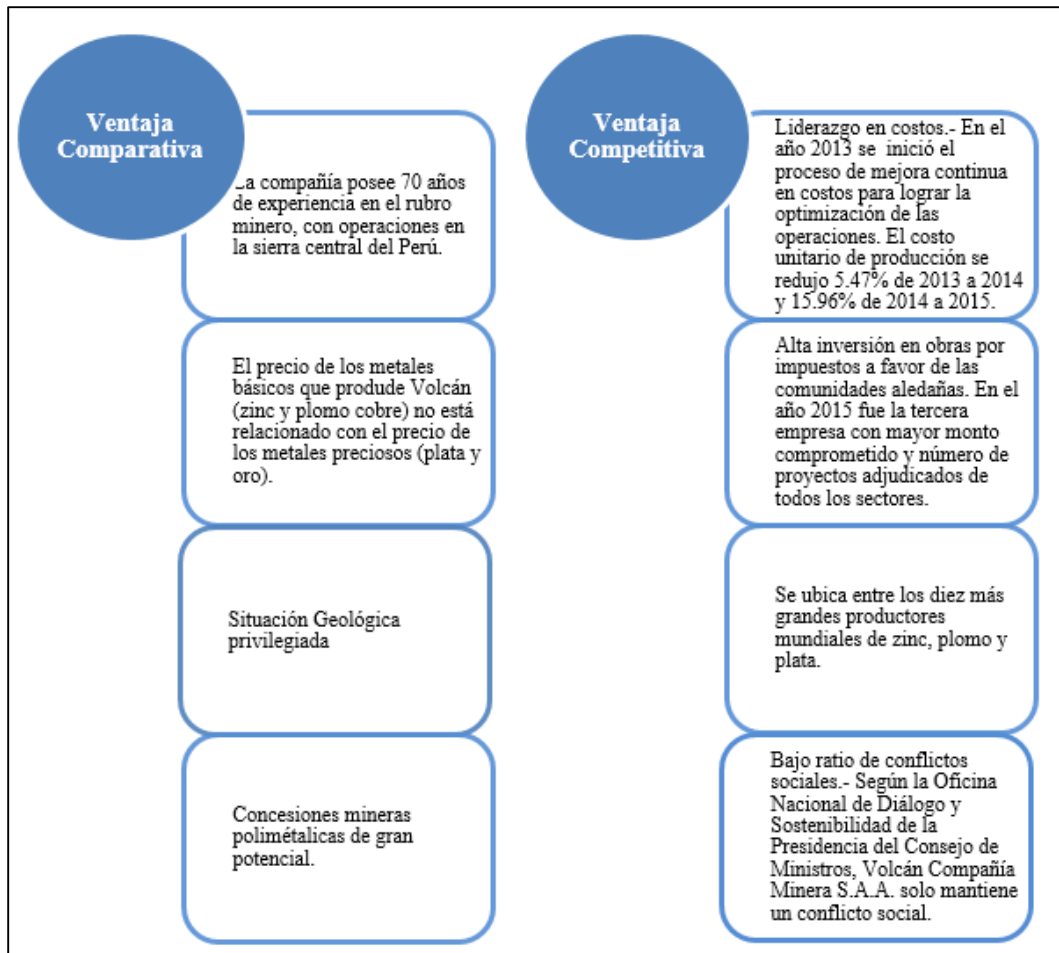 Ventaja
Comparativa
La compañía posee 70 años
de experiencia en el rubro
minero, con operaciones en
la sierra central del Perú.
El precio de los metales
básicos que produde Volcán
(zinc y plomo cobre) no está
relacionado con el precio de
los metales preciosos (plata y
oro).
Situación Geológica
privilegiada
Concesiones mineras
polimétalicas de gran
potencial.
Ventaja
Competitiva
Liderazgo en costos.- En el
año 2013 se inició el
proceso de mejora continua
en costos para lograr la
optimización de las
operaciones. El costo
unitario de producción se
redujo 5.47% de 2013 a 2014
y 15.96% de 2014 a 2015.
Alta inversión en obras por
impuestos a favor de las
comunidades aledañas. En el
año 2015 fue la tercera
empresa con mayor monto
comprometido y número de
proyectos adjudicados de
todos los sectores.
Se ubica entre los diez más
grandes productores
mundiales de zinc, plomo y
plata.
Bajo ratio de conflictos
sociales.- Según la Oficina
Nacional de Diálogo y
Sostenibilidad de la
Presidencia del Consejo de
Ministros, Volcán Compañía
Minera S.A.A. solo mantiene
un conflicto social.